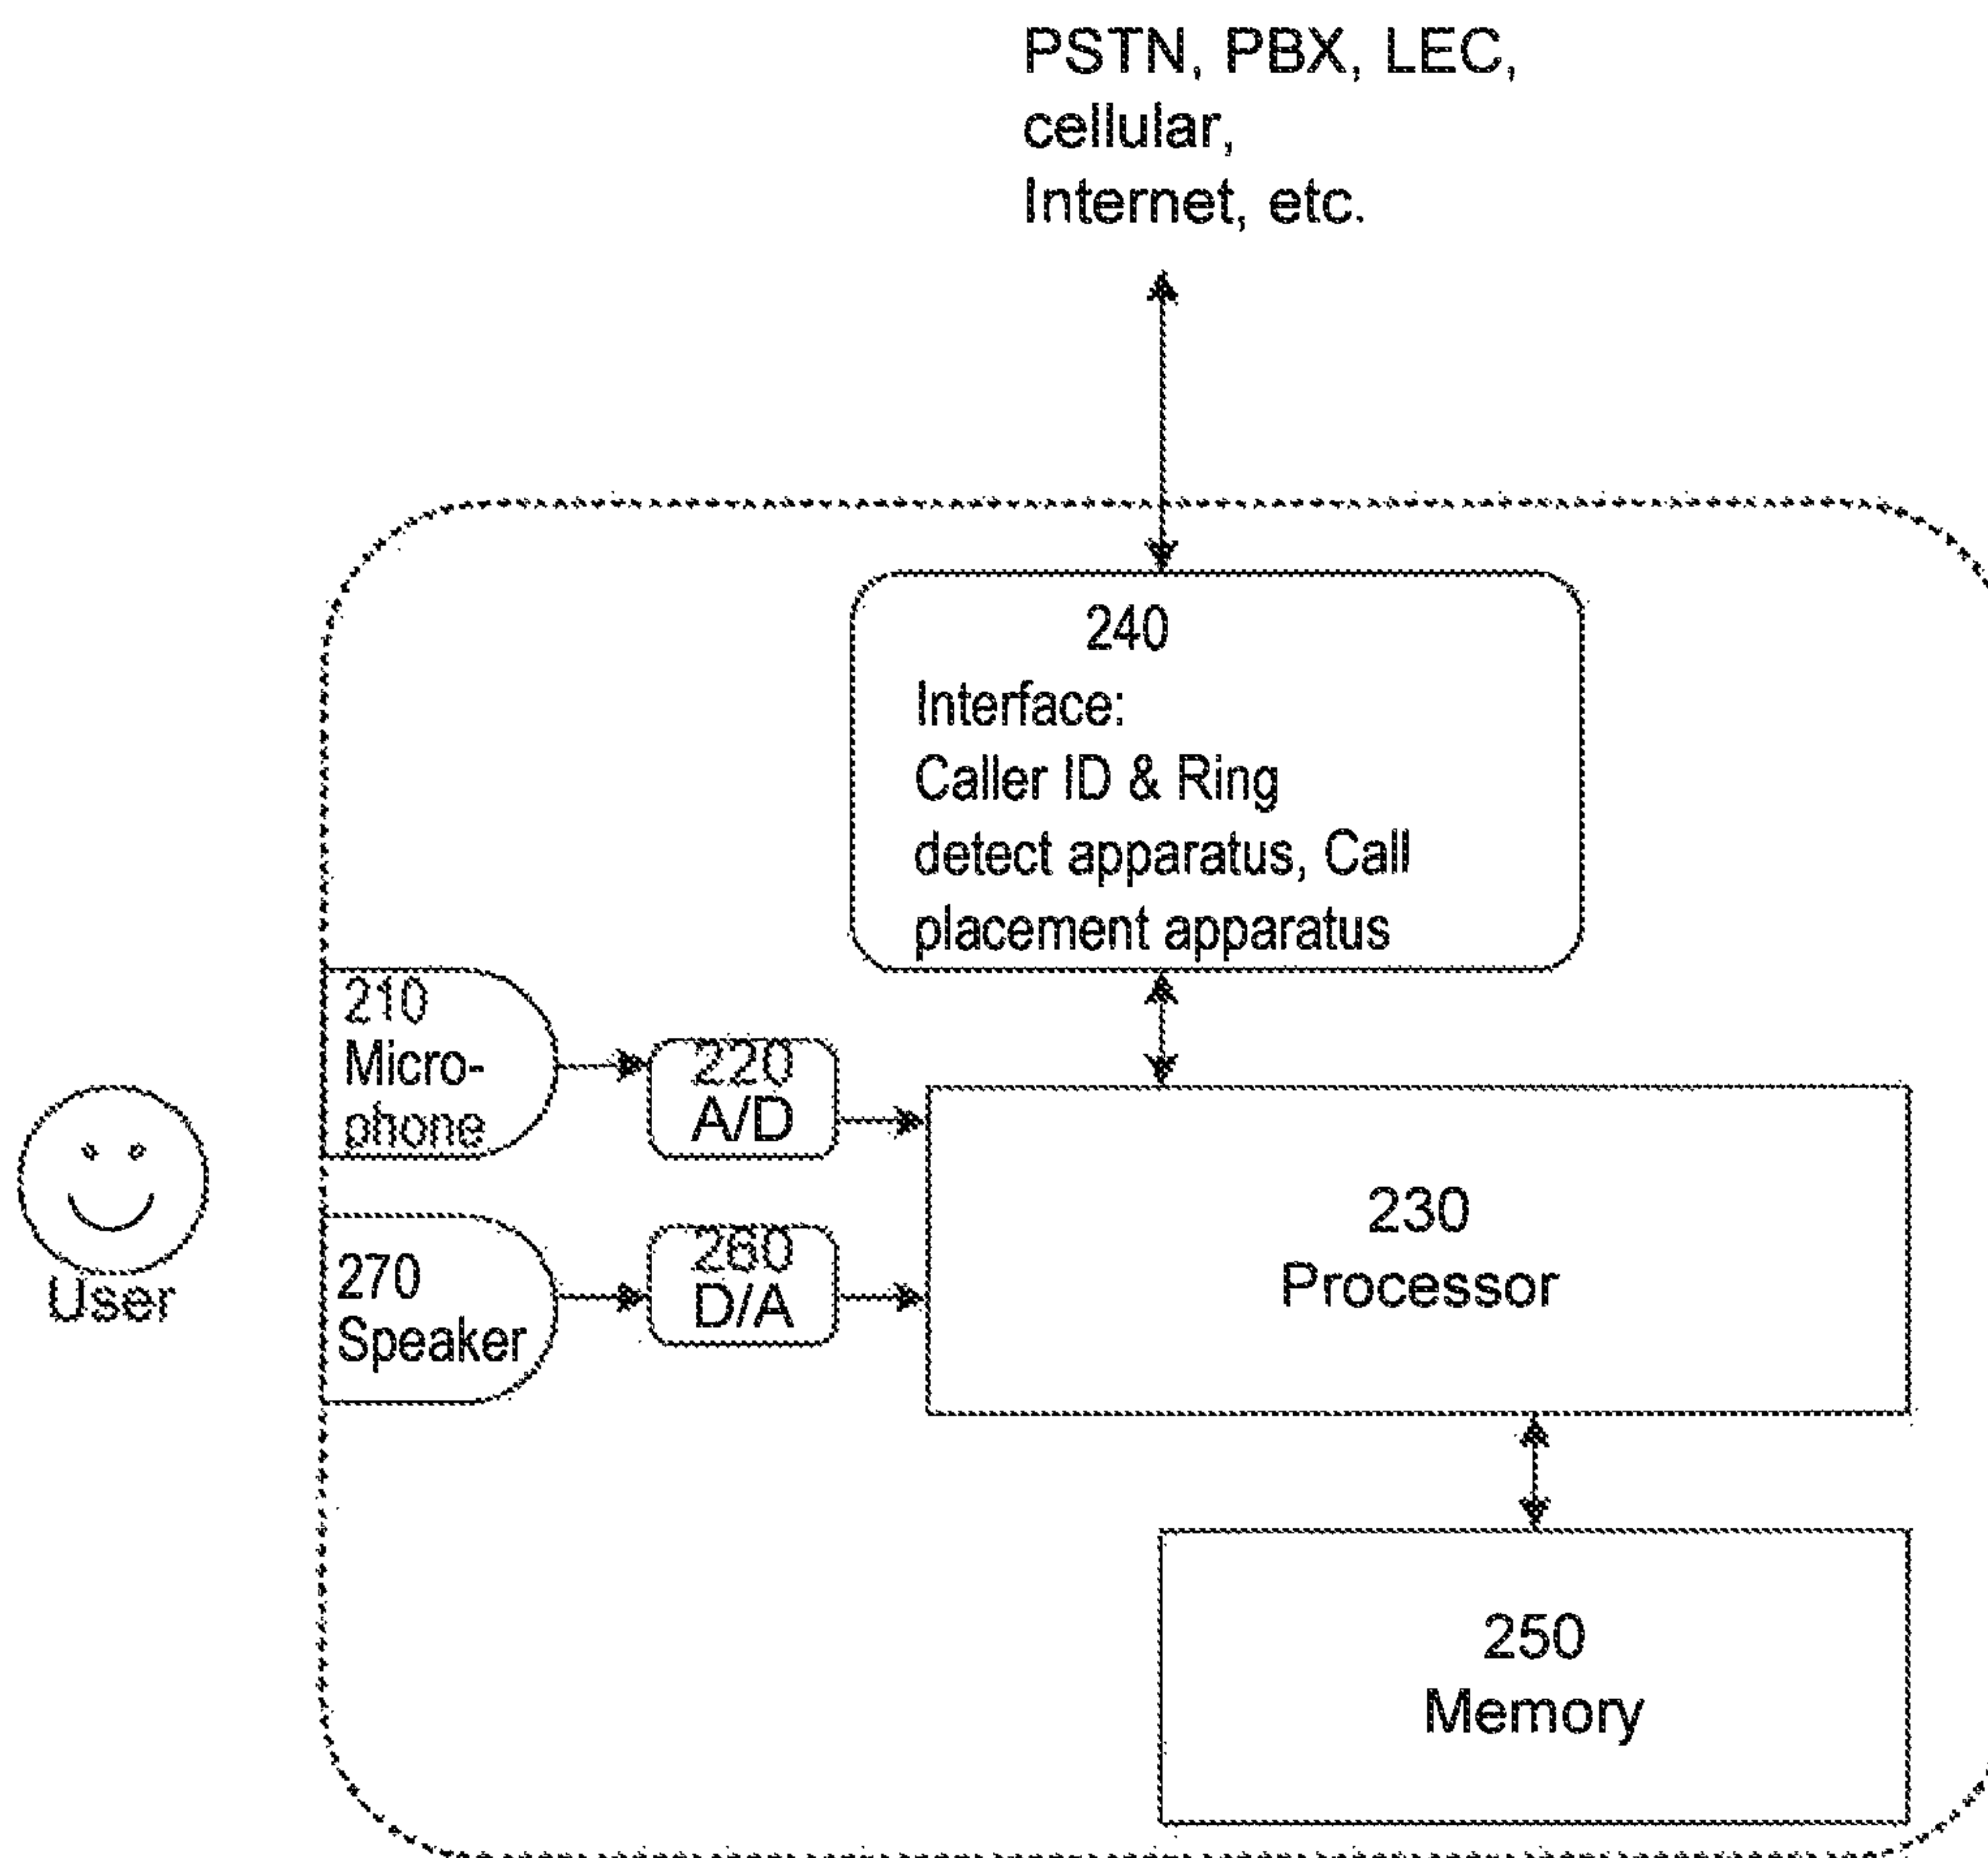 PSTN, PBX, LEC,
cellular,
Internet, etc.
240
Interface:
Caller ID & Ring
detect apparatus, Call
placement apparatus
210
Micro-
phone
220
A/D
User
270
Speaker
260
D/A
230
Processor
250
Memory